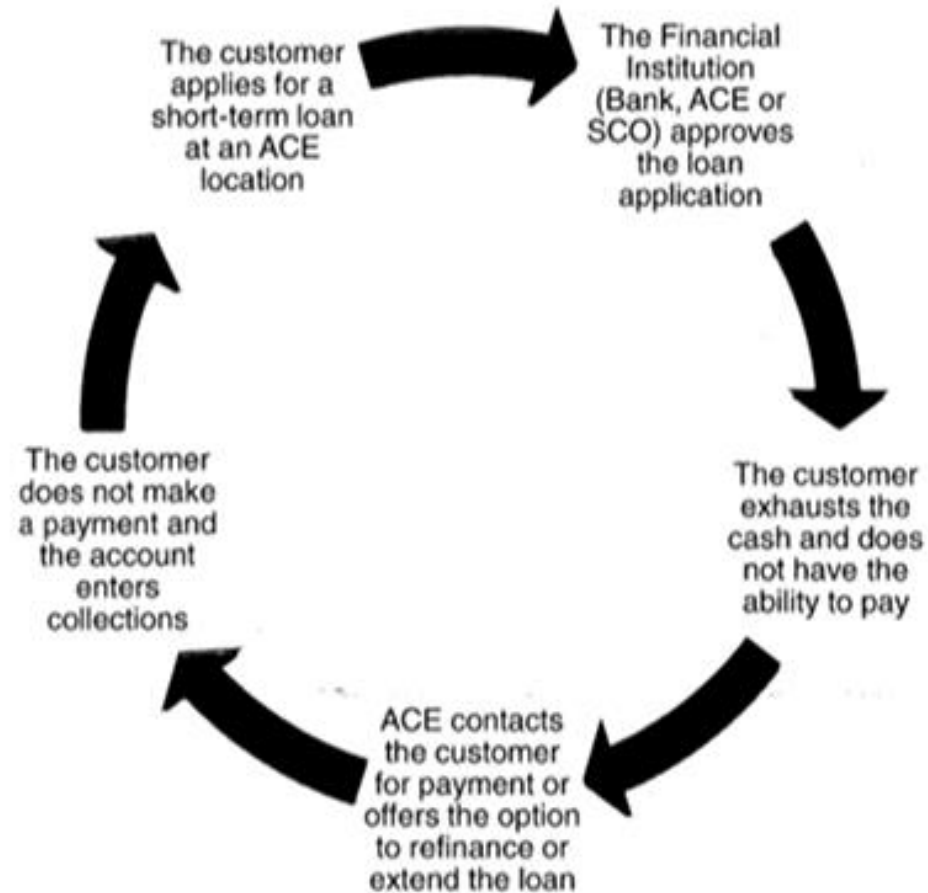 The customer
applies for a
short-term loan
at an ACE
location
The Financial
Institution
(Bank, ACE or
SCO) approves
the loan
application
The customer
exhausts the
cash and does
not have the
ability to pay
ACE contacts
the customer
for payment or
offers the option
to refinance or
extend the loan
The customer
does not make
a payment and
the account
enters
collections